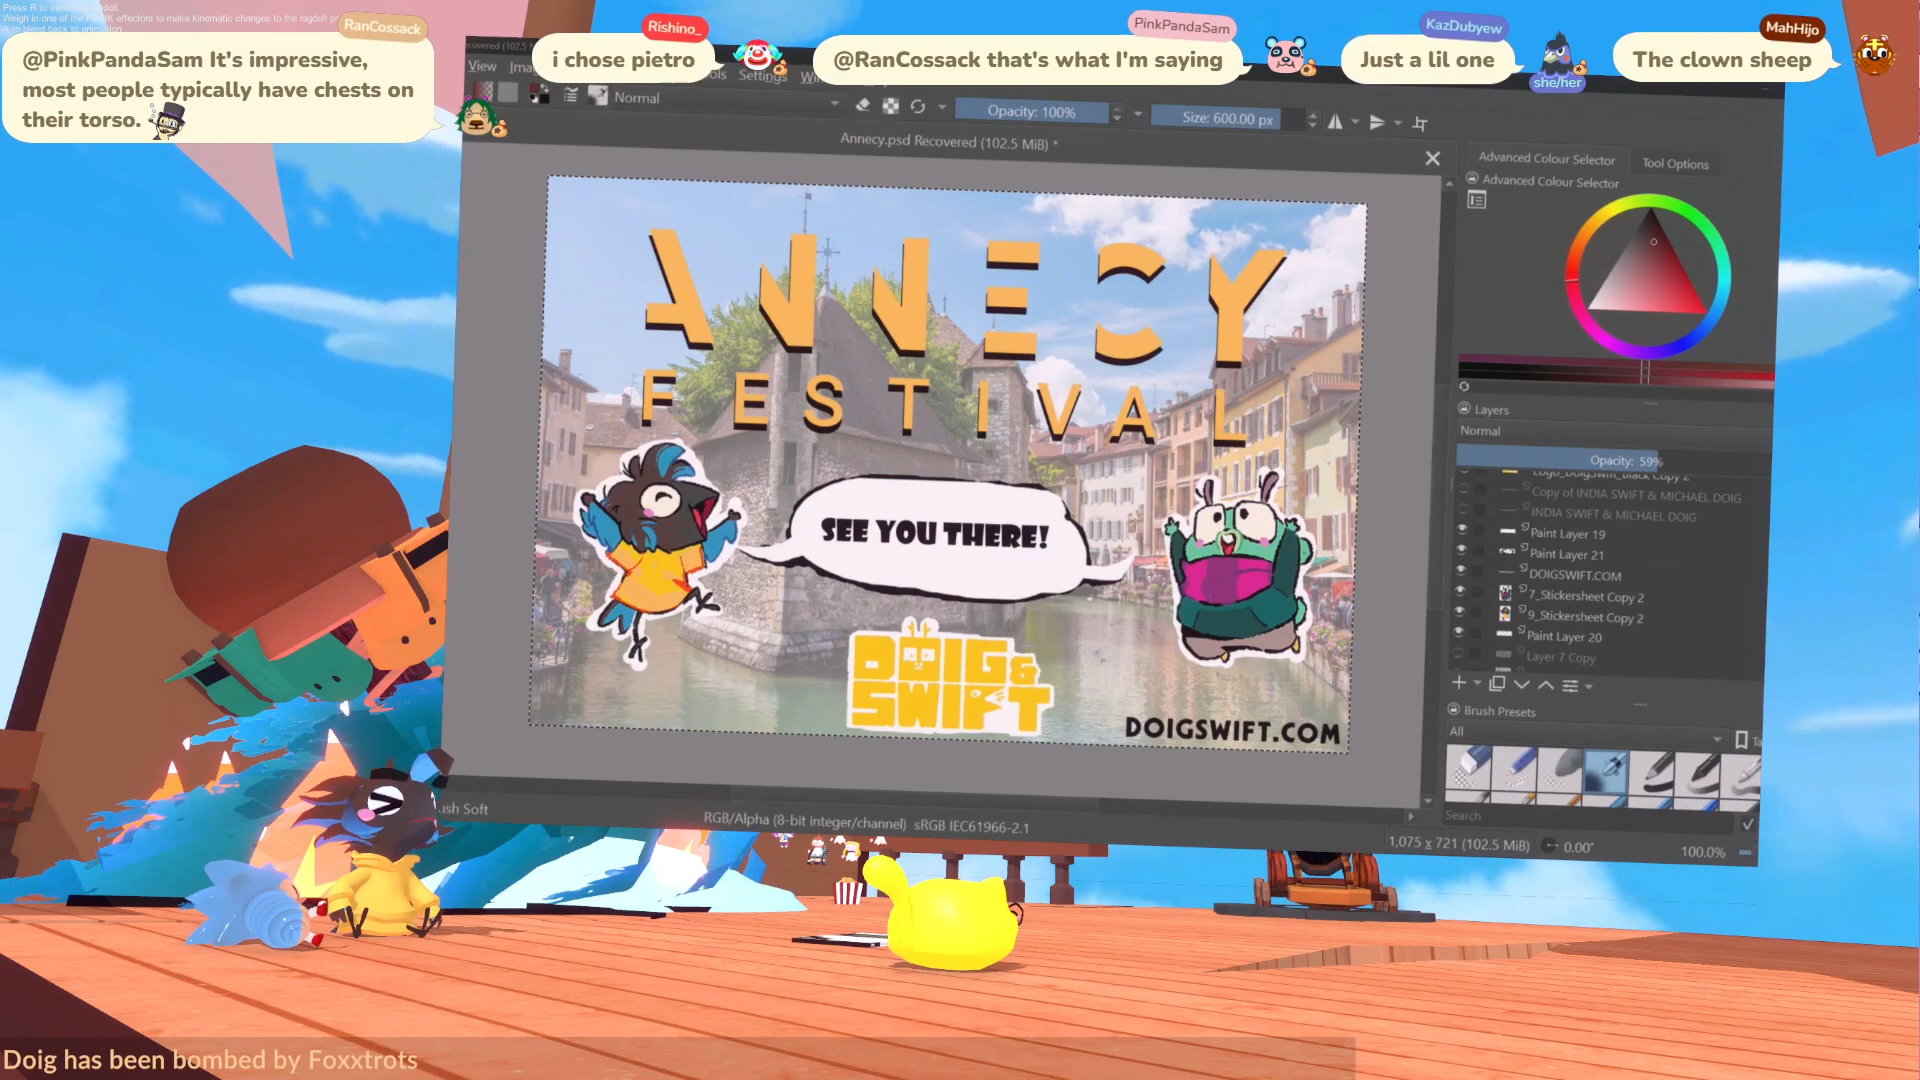 RanCossack
@PinkPandaSam It's impressive,
most people typically have chests on
their torso.
Rishino_
i chose pietro
PinkPandaSam
@RanCossack that's what I'm saying
KazDubyew
Just a lil one
she/her
MahHijo
The clown sheep
View
Settings
Normal
Opacity: 100%
Size: 600.00 px
Annecy.psd Recovered (102.5 MiB) *
Advanced Colour Selector
Tool Options
Advanced Colour Selector
ANNECY
FESTIVAL
SEE YOU THERE!
DOIG &
SWIFT
DOIGSWIFT.COM
Layers
Normal
Opacity: 59%
Logo_DoigSwift_Black Copy 2
Copy of INDIA SWIFT & MICHAEL DOIG
INDIA SWIFT & MICHAEL DOIG
Paint Layer 19
Paint Layer 21
DOIGSWIFT.COM
7_Stickersheet Copy 2
9_Stickersheet Copy 2
Paint Layer 20
Layer 7 Copy
Brush Presets
All
Search
Soft
RGB/Alpha (8-bit integer/channel) sRGB IEC61966-2.1
1,075 x 721 (102.5 MiB)
0.00°
100.0%
Doig has been bombed by Foxxtrots